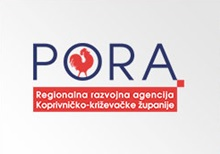 PORA
Regionalna razvojna agencija
Koprivničko-križevačke županije